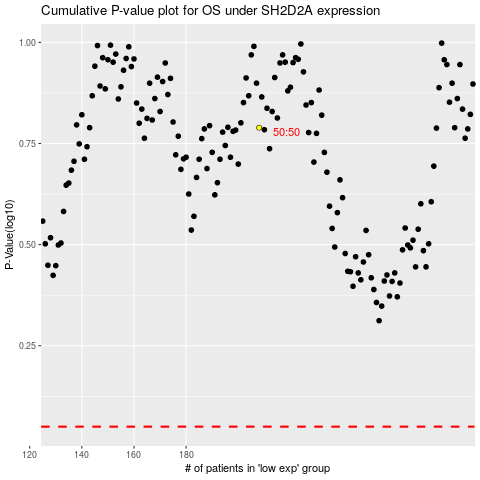 Cumulative P-value plot for OS under SH2D2A expression
P-Value(log10)
1.00
0.75
0.50
0.25
50:50
120 140 160 180
# of patients in 'low exp' group